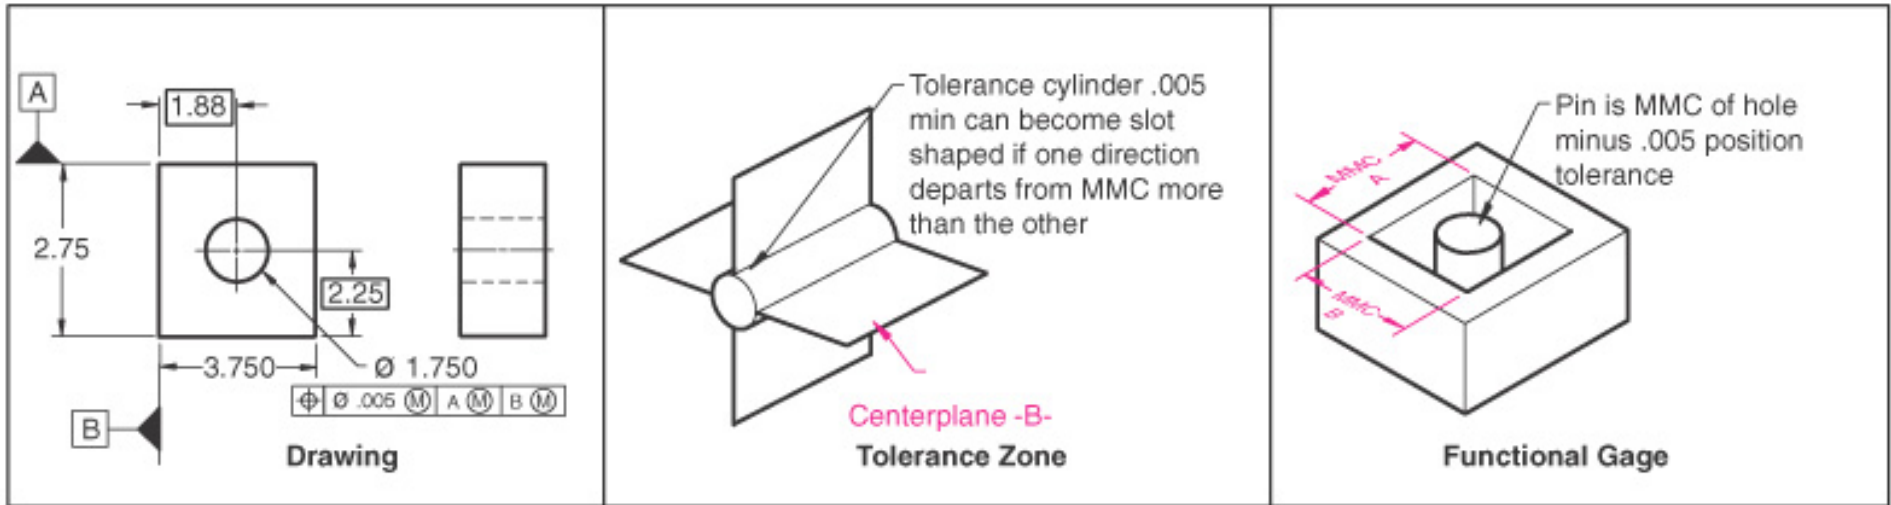 A
1.88
2.75
2.25
3.750
Ø 1.750
⌖ Ø .005 Ⓜ A Ⓜ B Ⓜ
B
Drawing
Tolerance cylinder .005
min can become slot
shaped if one direction
departs from MMC more
than the other
Centerplane -B-
Tolerance Zone
Pin is MMC of hole
minus .005 position
tolerance
MMC
A
MMC
B
Functional Gage